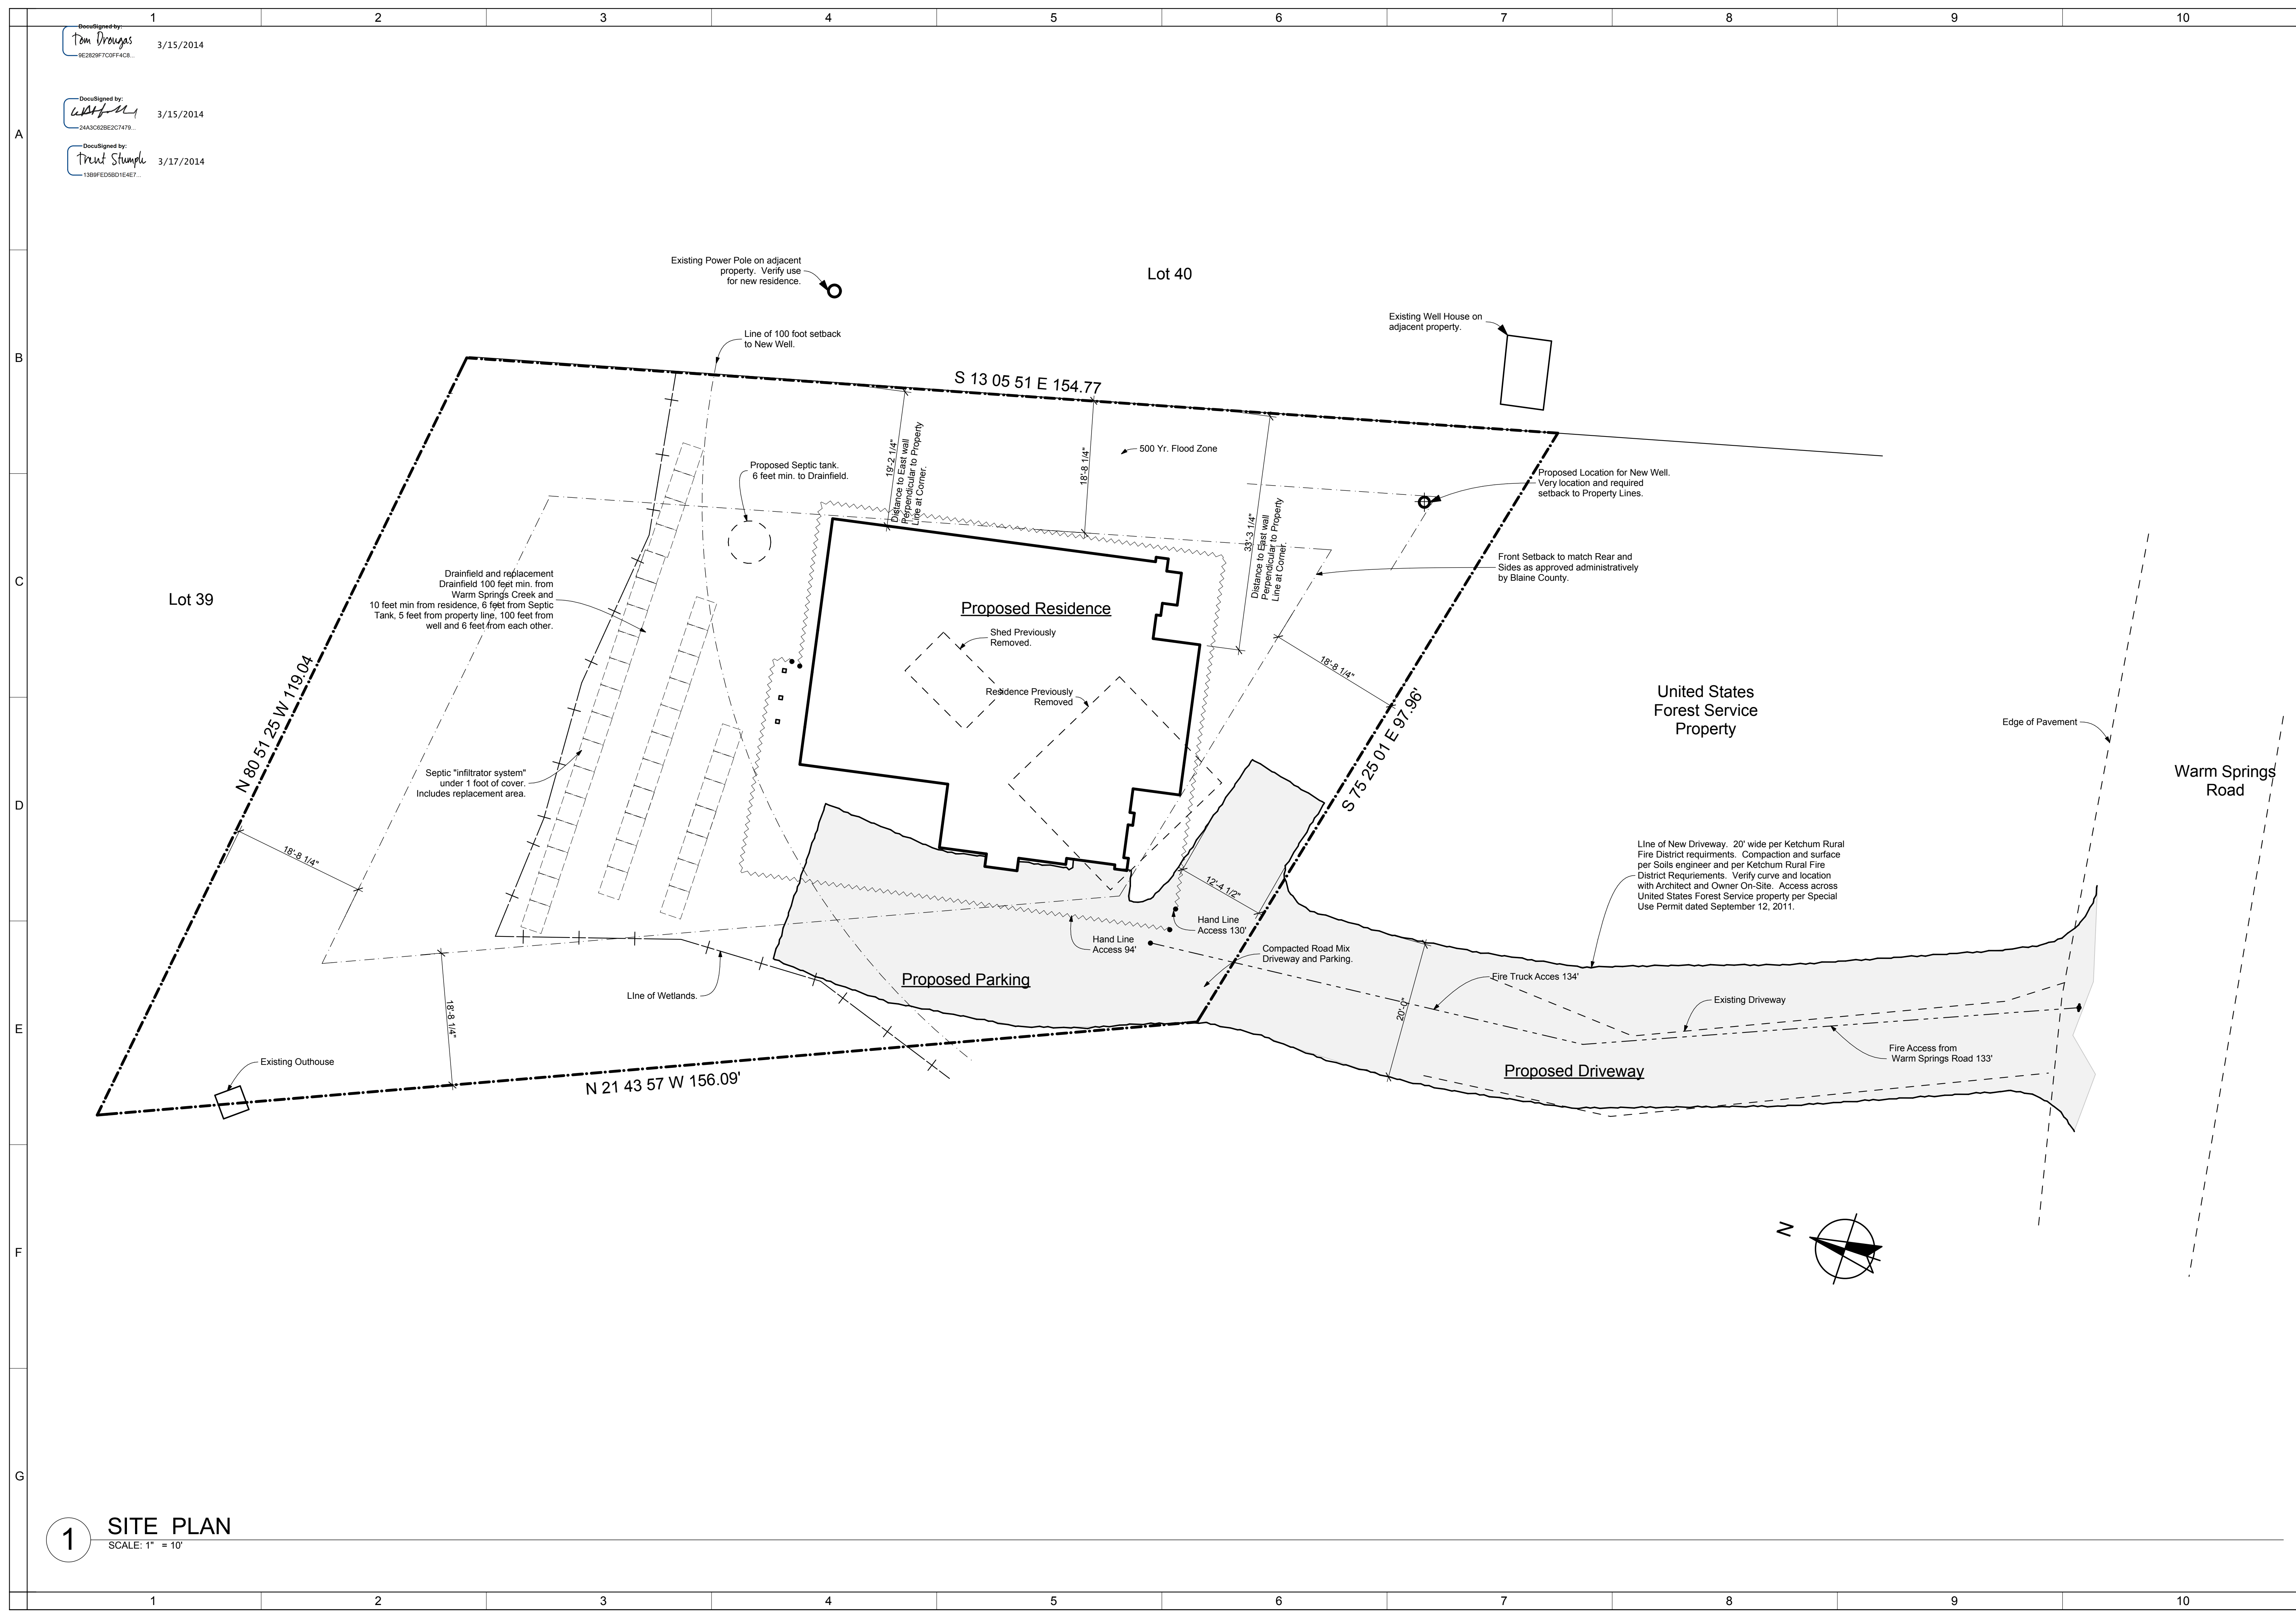 1 2 3 4 5 6 7 8 9 10
DocuSigned by:
Tom Drougas 3/15/2014
9E2829F7C0FF4C8...
DocuSigned by:
3/15/2014
24A3C62BE2C7479...
DocuSigned by:
Trent Stumph 3/17/2014
13B9FED5BD1E4E7...
A
B
C
D
E
F
G
Existing Power Pole on adjacent
property. Verify use
for new residence.
Lot 40
Existing Well House on
adjacent property.
Line of 100 foot setback
to New Well.
S 13 05 51 E 154.77
19'-2 1/4"
Distance to East wall
Perpendicular to Property
Line at Corner.
18'-8 1/4"
500 Yr. Flood Zone
33'-3 1/4"
Distance to East wall
Perpendicular to Property
Line at Corner.
Proposed Septic tank.
6 feet min. to Drainfield.
Proposed Location for New Well.
Very location and required
setback to Property Lines.
Front Setback to match Rear and
Sides as approved administratively
by Blaine County.
Lot 39
Drainfield and replacement
Drainfield 100 feet min. from
Warm Springs Creek and
10 feet min from residence, 6 feet from Septic
Tank, 5 feet from property line, 100 feet from
well and 6 feet from each other.
Proposed Residence
Shed Previously
Removed.
Residence Previously
Removed
18'-8 1/4"
N 80 51 25 W 119.04
S 75 25 01 E 97.96'
United States
Forest Service
Property
Edge of Pavement
Warm Springs
Road
Septic "infiltrator system"
under 1 foot of cover.
Includes replacement area.
18'-8 1/4"
LIne of New Driveway. 20' wide per Ketchum Rural
Fire District requirments. Compaction and surface
per Soils engineer and per Ketchum Rural Fire
District Requriements. Verify curve and location
with Architect and Owner On-Site. Access across
United States Forest Service property per Special
Use Permit dated September 12, 2011.
12'-4 1/2"
Hand Line
Access 130'
Hand Line
Access 94'
Compacted Road Mix
Driveway and Parking.
Proposed Parking
Fire Truck Acces 134'
Existing Driveway
LIne of Wetlands.
18'-8 1/4"
20'-0"
Fire Access from
Warm Springs Road 133'
Existing Outhouse
Proposed Driveway
N 21 43 57 W 156.09'
N
1
SITE PLAN
SCALE: 1" = 10'
1 2 3 4 5 6 7 8 9 10